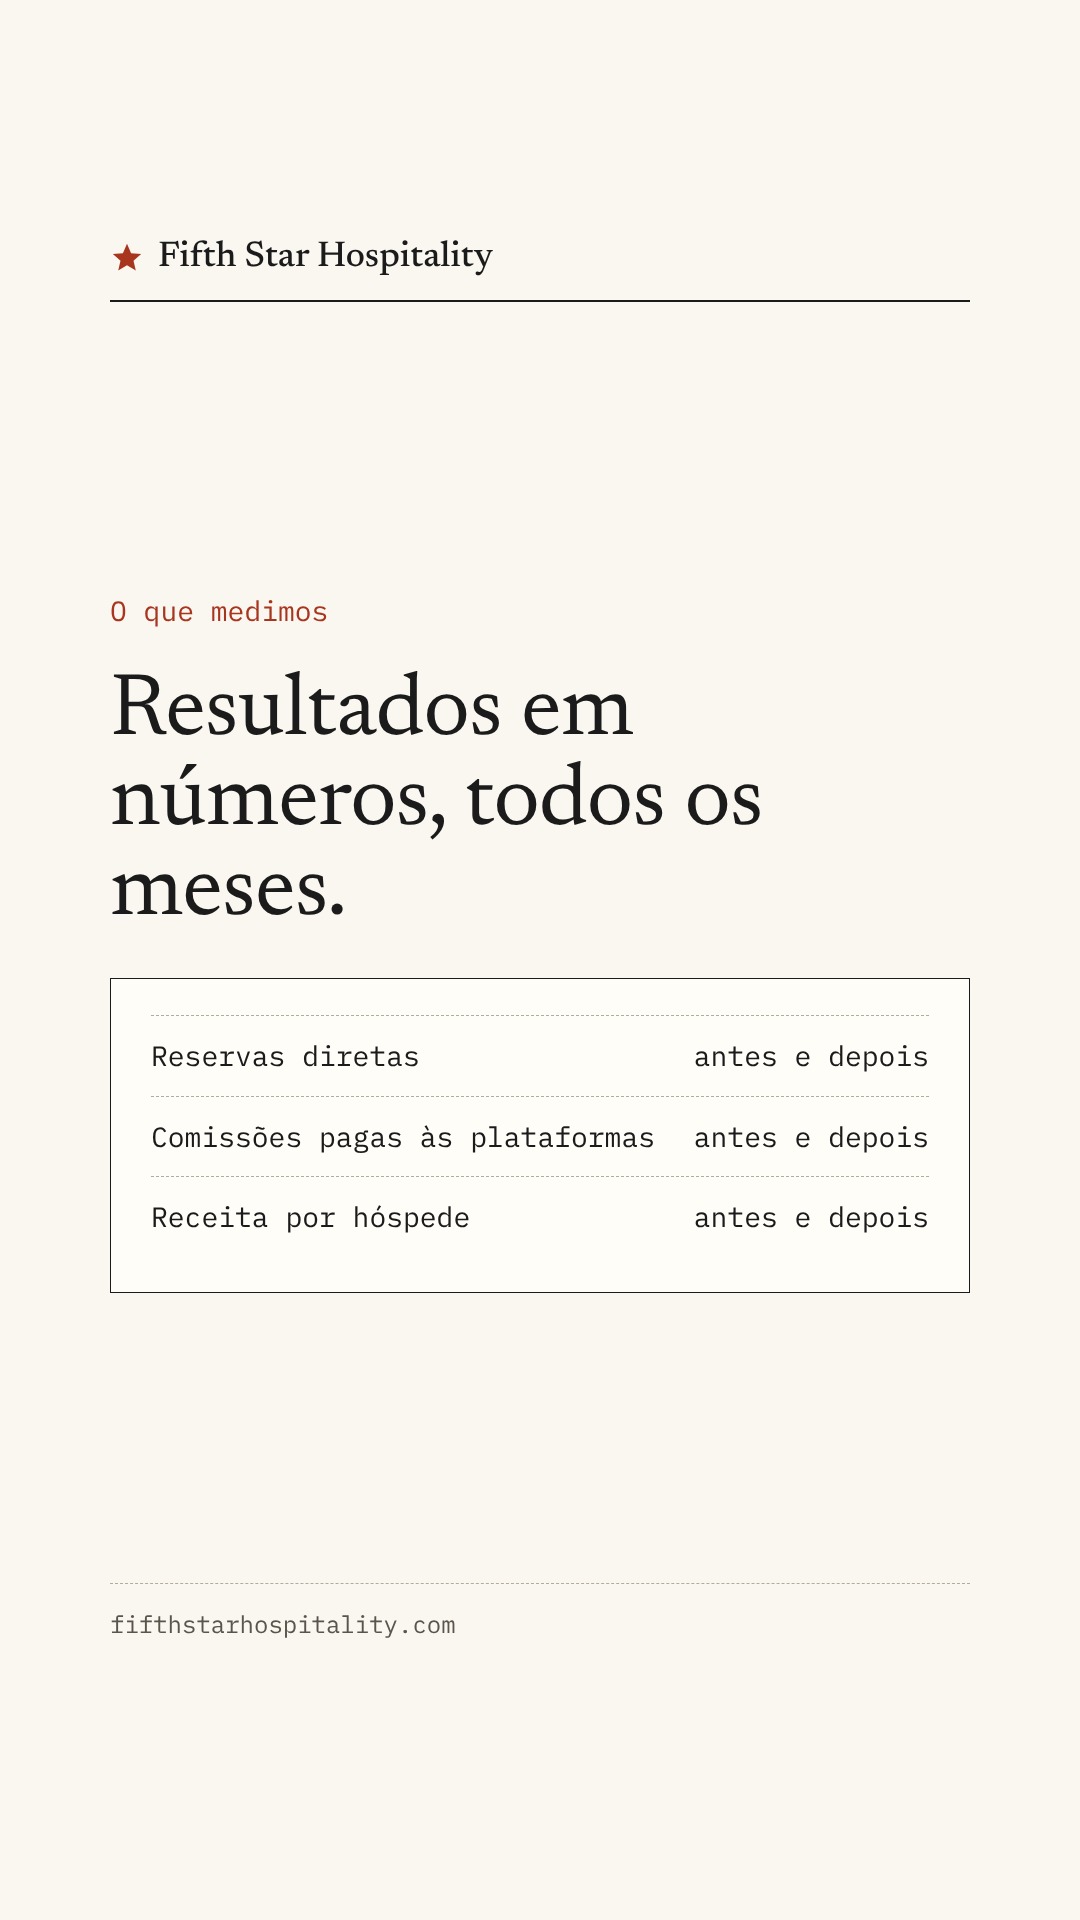 Fifth Star Hospitality
O que medimos
Resultados em
números, todos os
meses.
Reservas diretas antes e depois
Comissões pagas às plataformas antes e depois
Receita por hóspede antes e depois
fifthstarhospitality.com